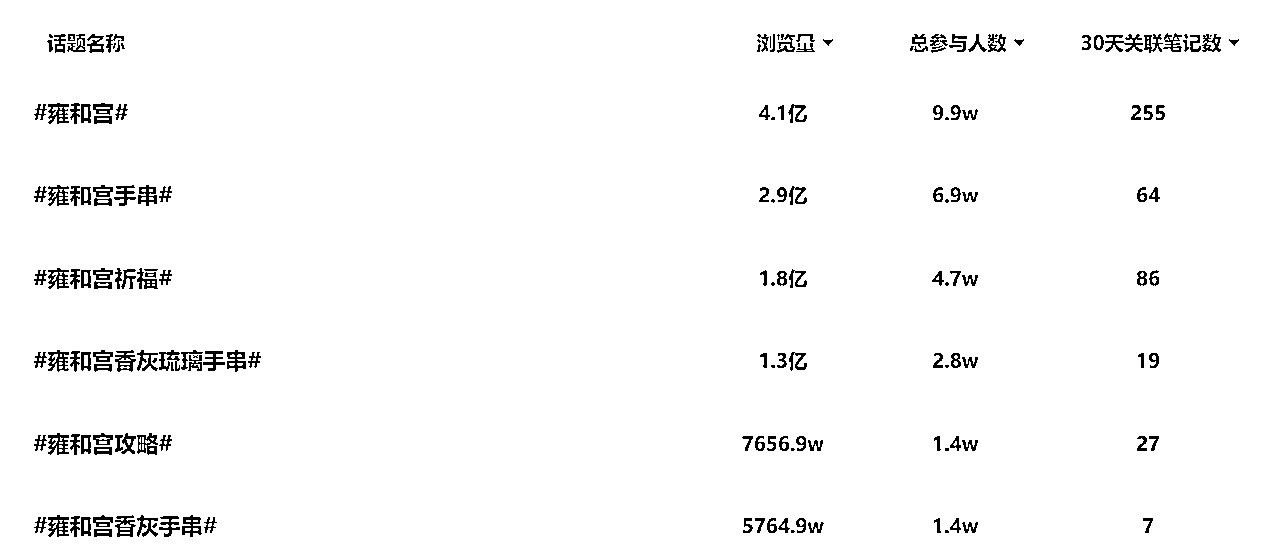 话题名称 浏览量 总参与人数 30天关联笔记数
#雍和宫# 4.1亿 9.9w 255
#雍和宫手串# 2.9亿 6.9w 64
#雍和宫祈福# 1.8亿 4.7w 86
#雍和宫香灰琉璃手串# 1.3亿 2.8w 19
#雍和宫攻略# 7656.9w 1.4w 27
#雍和宫香灰手串# 5764.9w 1.4w 7